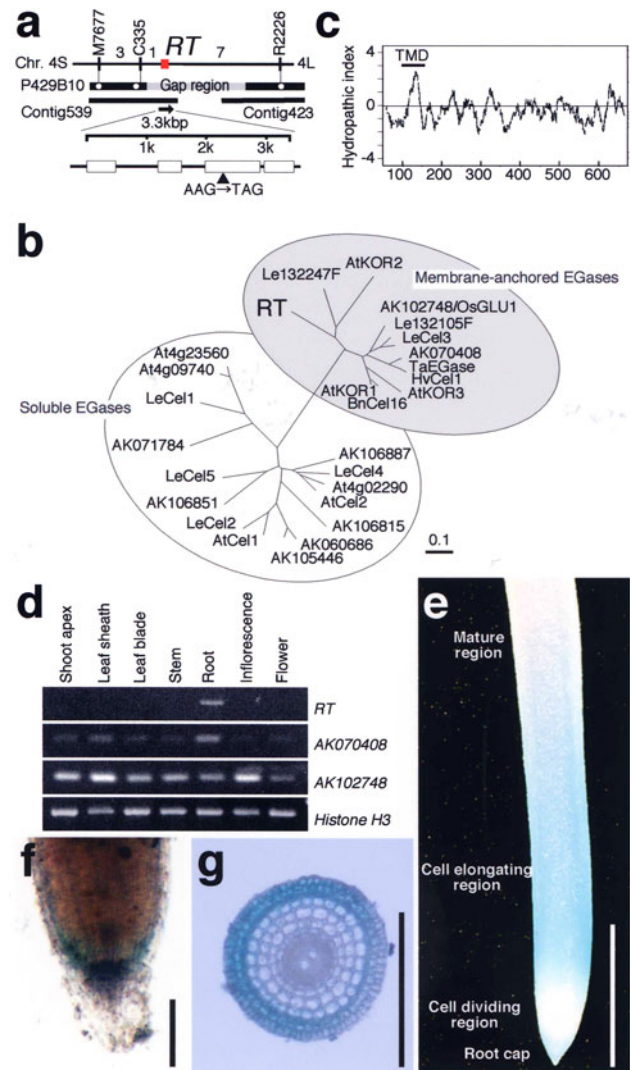 a
M7677 3 C335 1 RT 7 R2226
Chr. 4S 4L
P429B10 Gap region
Contig539 Contig423
3.3kbp
1k 2k 3k
AAG→TAG
c
Hydropathic index
4
TMD
0
-4
100 200 300 400 500 600
b
Le132247F
AtKOR2
Membrane-anchored EGases
RT
AK102748/OsGLU1
Le132105F
LeCel3
AK070408
TaEGase
HvCel1
AtKOR3
AtKOR1
BnCel16
Soluble EGases
At4g23560
At4g09740
LeCel1
AK071784
LeCel5
AK106851
LeCel2
AtCel1
AK106887
LeCel4
At4g02290
AtCel2
AK106815
AK060686
AK105446
0.1
d
Shoot apex
Leaf sheath
Leaf blade
Stem
Root
Inflorescence
Flower
RT
AK070408
AK102748
Histone H3
e
Mature
region
Cell elongating
region
Cell dividing
region
Root cap
f
g